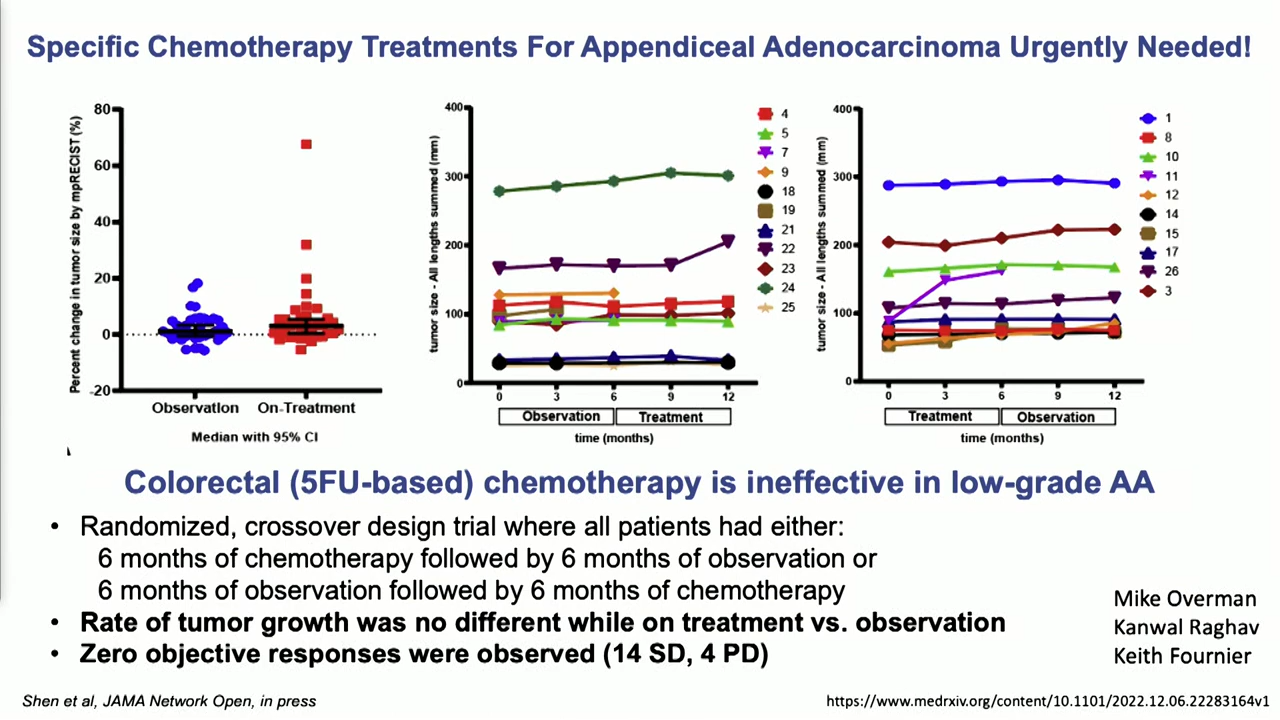 Specific Chemotherapy Treatments For Appendiceal Adenocarcinoma Urgently Needed!
Percent change in tumor size by mpRECIST (%)
80
60
40
20
0
-20
Observation
On-Treatment
Median with 95% CI
tumor size - All lengths summed (mm)
400
300
200
100
0
0 3 6 9 12
Observation Treatment
time (months)
4
5
7
9
18
19
21
22
23
24
25
tumor size - All lengths summed (mm)
400
300
200
100
0
0 3 6 9 12
Treatment Observation
time (months)
1
8
10
11
12
14
15
17
26
3
Colorectal (5FU-based) chemotherapy is ineffective in low-grade AA
• Randomized, crossover design trial where all patients had either:
6 months of chemotherapy followed by 6 months of observation or
6 months of observation followed by 6 months of chemotherapy
• Rate of tumor growth was no different while on treatment vs. observation
• Zero objective responses were observed (14 SD, 4 PD)
Mike Overman
Kanwal Raghav
Keith Fournier
Shen et al, JAMA Network Open, in press
https://www.medrxiv.org/content/10.1101/2022.12.06.22283164v1